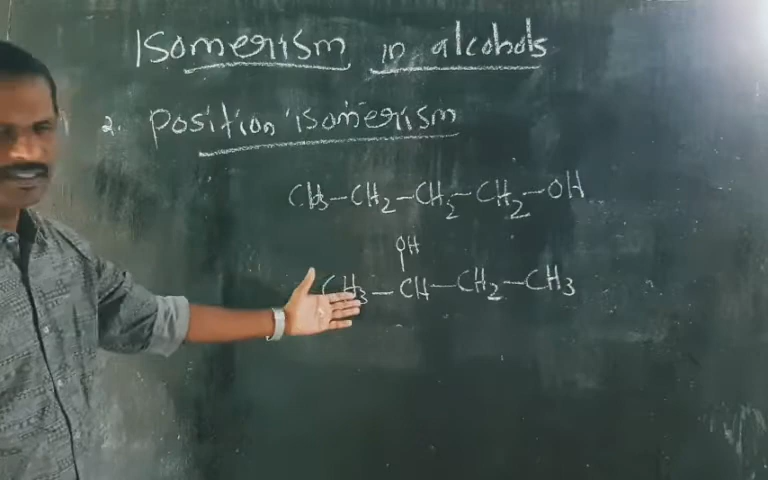 Isomerism in alcohols
2. Position isomerism
CH3-CH2-CH2-CH2-OH
OH
CH3-CH-CH2-CH3